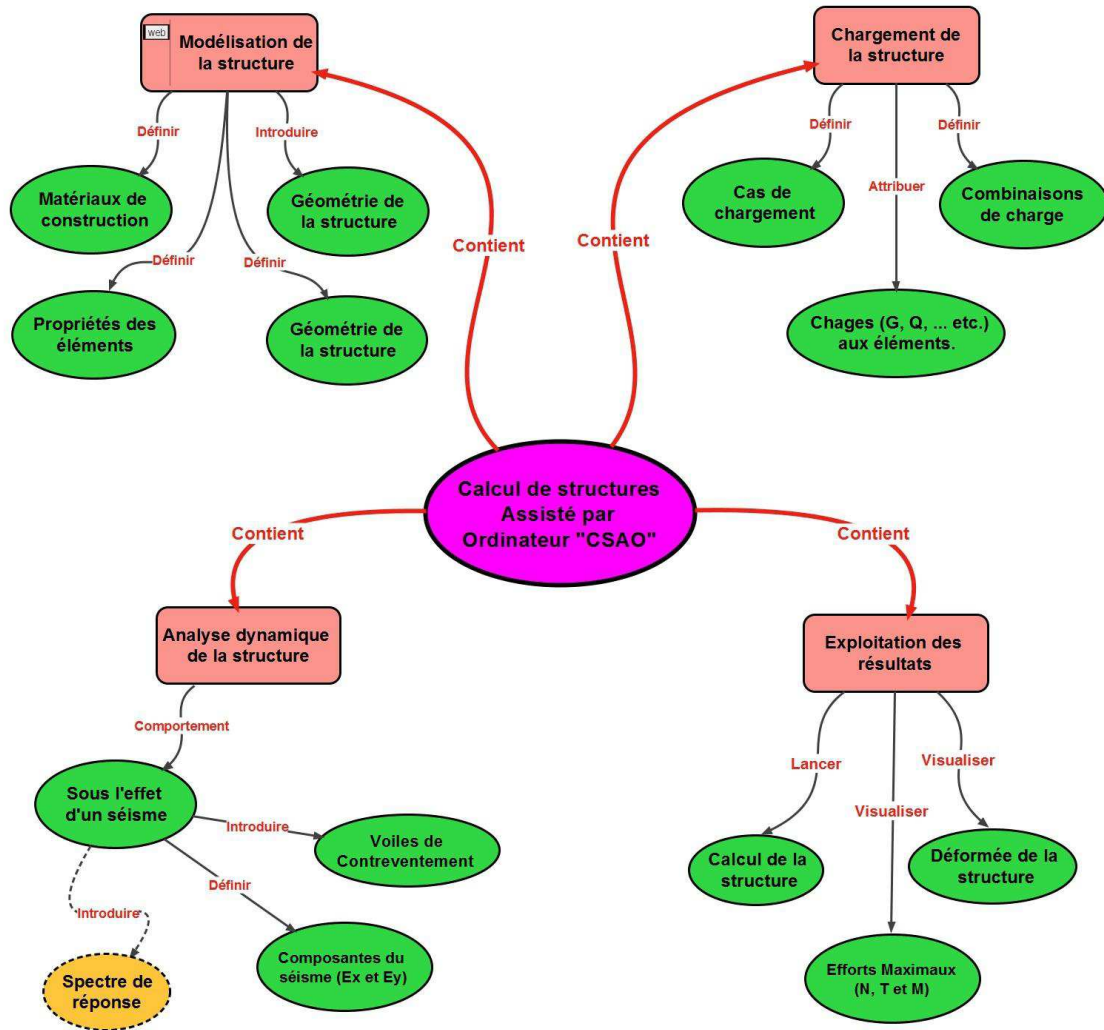 web
Modélisation de
la structure
Définir
Introduire
Matériaux de
construction
Géométrie de
la structure
Définir
Définir
Propriétés des
éléments
Géométrie de
la structure
Contient
Chargement de
la structure
Définir
Définir
Attribuer
Cas de
chargement
Combinaisons
de charge
Chages (G, Q, ... etc.)
aux éléments.
Contient
Calcul de structures
Assisté par
Ordinateur "CSAO"
Contient
Analyse dynamique
de la structure
Comportement
Sous l'effet
d'un séisme
Introduire
Voiles de
Contreventement
Définir
Composantes du
séisme (Ex et Ey)
Introduire
Spectre de
réponse
Contient
Exploitation des
résultats
Lancer
Visualiser
Visualiser
Calcul de la
structure
Déformée de la
structure
Efforts Maximaux
(N, T et M)